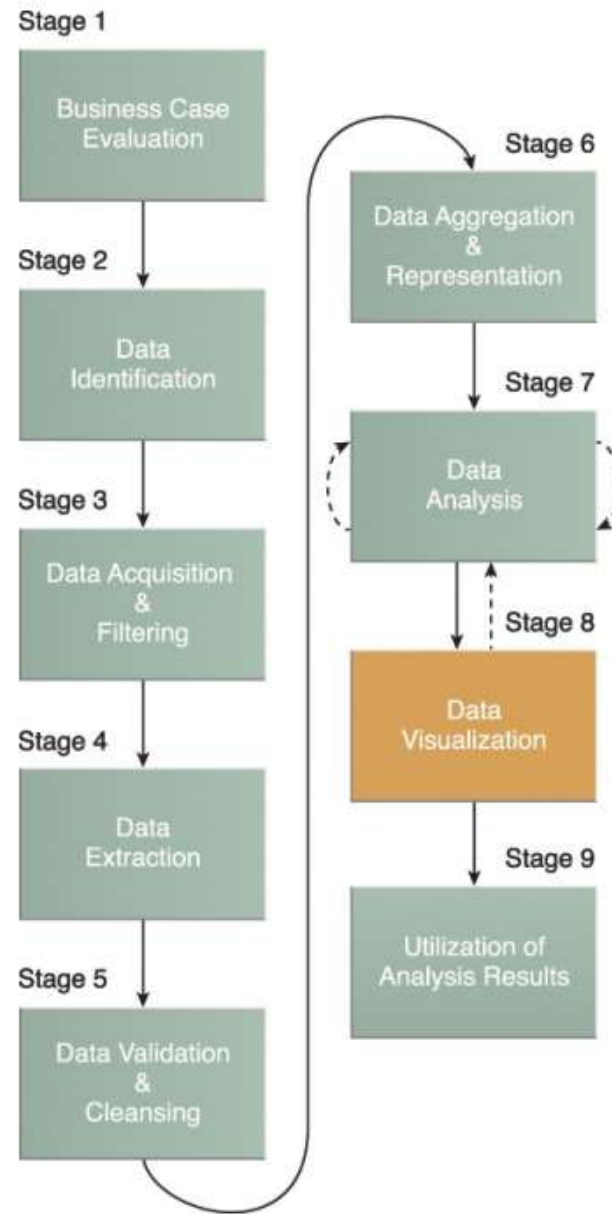 Stage 1
Business Case
Evaluation
Stage 2
Data
Identification
Stage 3
Data Acquisition
&
Filtering
Stage 4
Data
Extraction
Stage 5
Data Validation
&
Cleansing
Stage 6
Data Aggregation
&
Representation
Stage 7
Data
Analysis
Stage 8
Data
Visualization
Stage 9
Utilization of
Analysis Results